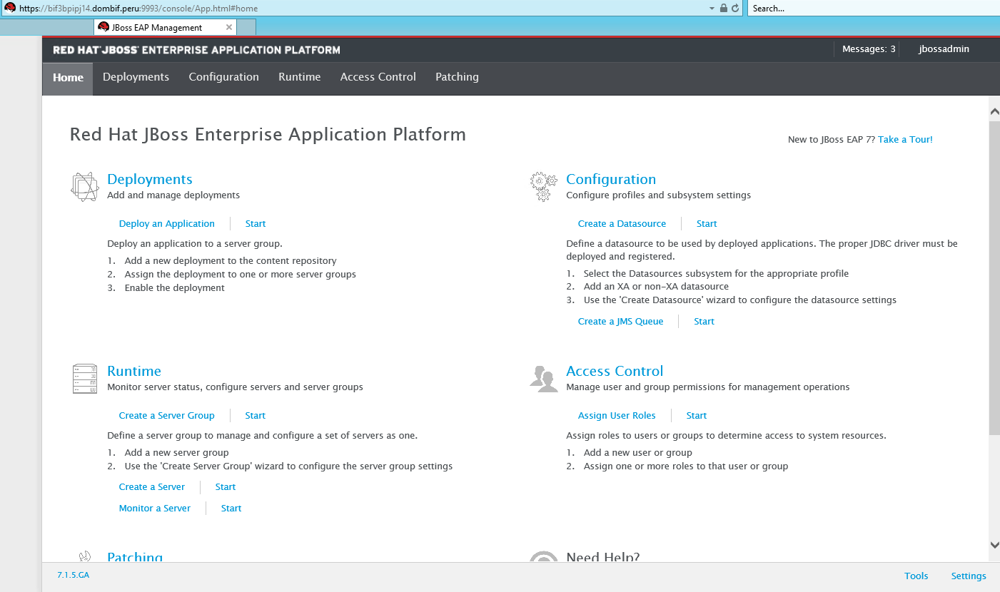 https://bif3bpipj14.dombif.peru:9993/console/App.html#home
Search...
JBoss EAP Management
RED HAT JBOSS ENTERPRISE APPLICATION PLATFORM
Messages: 3
jbossadmin
Home
Deployments
Configuration
Runtime
Access Control
Patching
Red Hat JBoss Enterprise Application Platform
New to JBoss EAP 7? Take a Tour!
Deployments
Add and manage deployments
Deploy an Application
Start
Deploy an application to a server group.
1. Add a new deployment to the content repository
2. Assign the deployment to one or more server groups
3. Enable the deployment
Configuration
Configure profiles and subsystem settings
Create a Datasource
Start
Define a datasource to be used by deployed applications. The proper JDBC driver must be
deployed and registered.
1. Select the Datasources subsystem for the appropriate profile
2. Add an XA or non-XA datasource
3. Use the 'Create Datasource' wizard to configure the datasource settings
Create a JMS Queue
Start
Runtime
Monitor server status, configure servers and server groups
Create a Server Group
Start
Define a server group to manage and configure a set of servers as one.
1. Add a new server group
2. Use the 'Create Server Group' wizard to configure the server group settings
Create a Server
Start
Monitor a Server
Start
Access Control
Manage user and group permissions for management operations
Assign User Roles
Start
Assign roles to users or groups to determine access to system resources.
1. Add a new user or group
2. Assign one or more roles to that user or group
Patching
Need Help?
7.1.5.GA
Tools
Settings